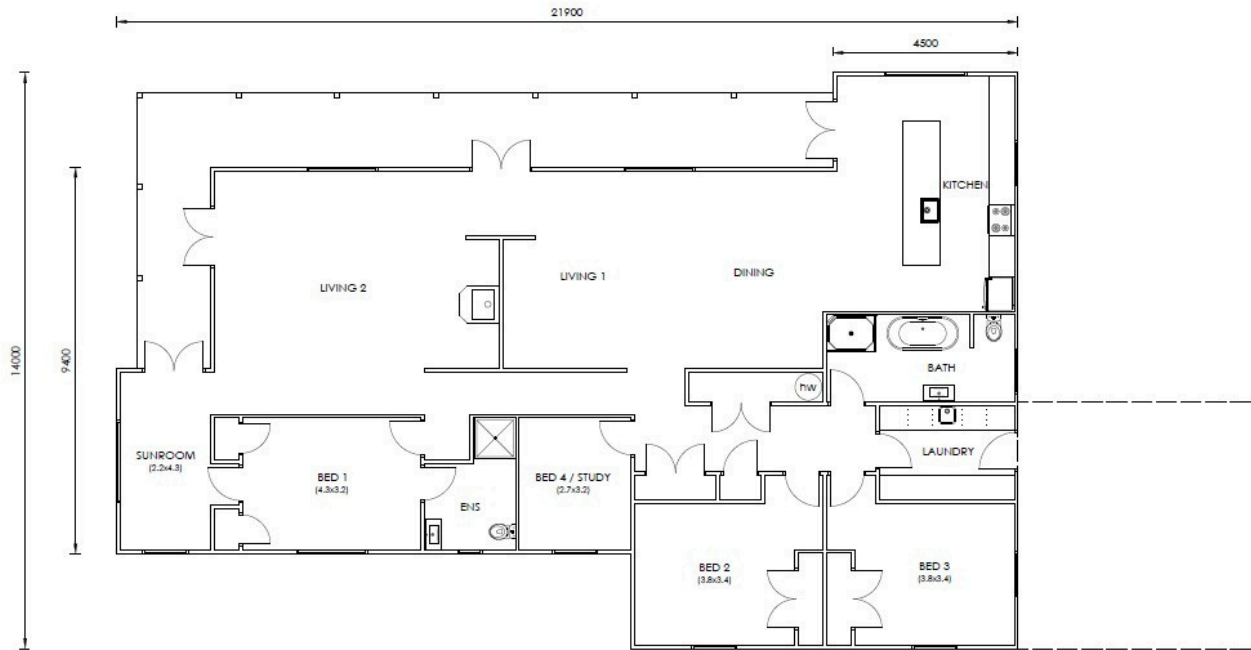 21900
4500
14000
9400
KITCHEN
LIVING 2
LIVING 1
DINING
BATH
hw
SUNROOM
(2.2x4.3)
BED 1
(4.3x3.2)
ENS
BED 4 / STUDY
(2.7x3.2)
LAUNDRY
BED 2
(3.8x3.4)
BED 3
(3.8x3.4)